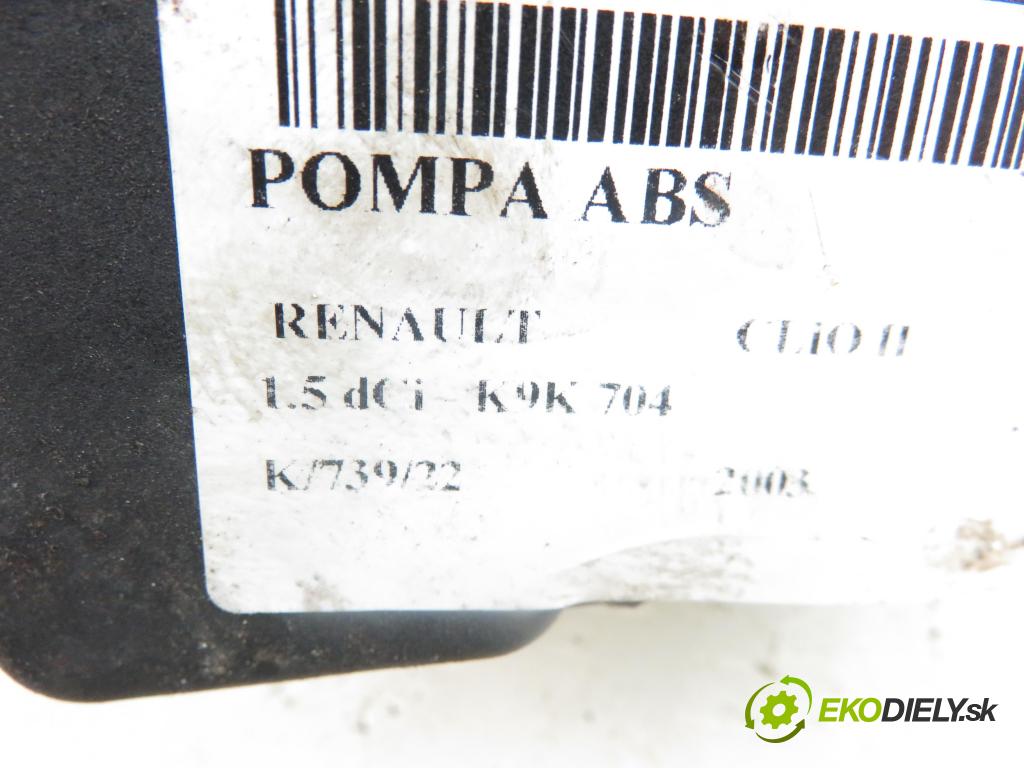 POMPA ABS
RENAULT CLiO II
1.5 dCi - K9K 704
K/739/22 2003
EKODIELY.sk